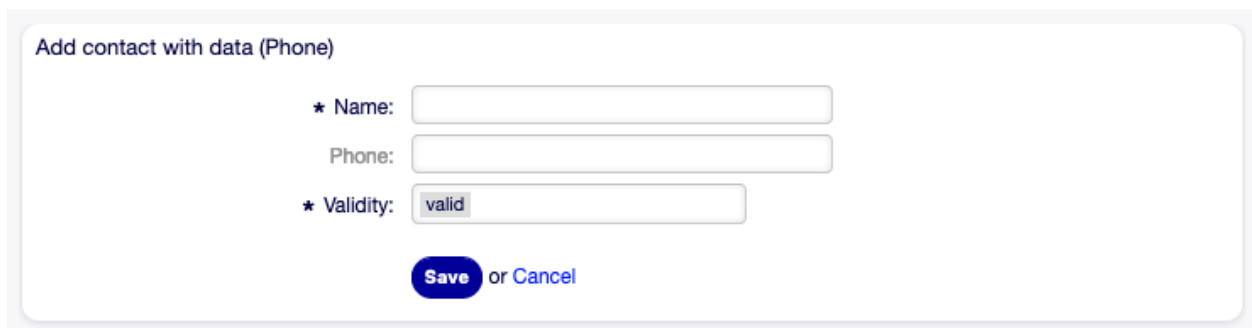 Add contact with data (Phone)
★ Name:
Phone:
★ Validity: valid
Save or Cancel